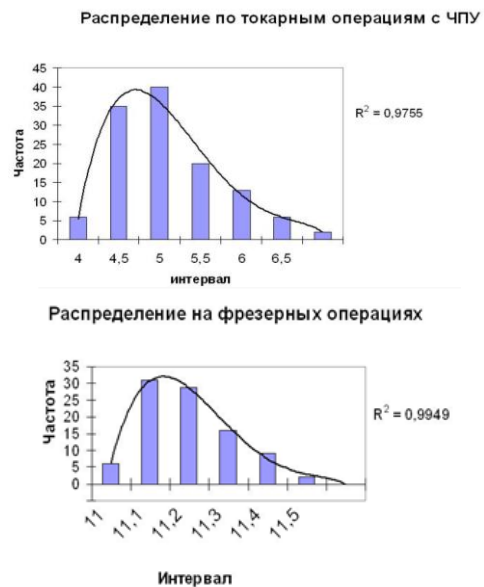 Распределение по токарным операциям с ЧПУ
45
40
35
30
25
20
15
10
5
0
Частота
4 4,5 5 5,5 6 6,5
интервал
R² = 0,9755
Распределение на фрезерных операциях
35
30
25
20
15
10
5
0
Частота
11 11,1 11,2 11,3 11,4 11,5
Интервал
R² = 0,9949